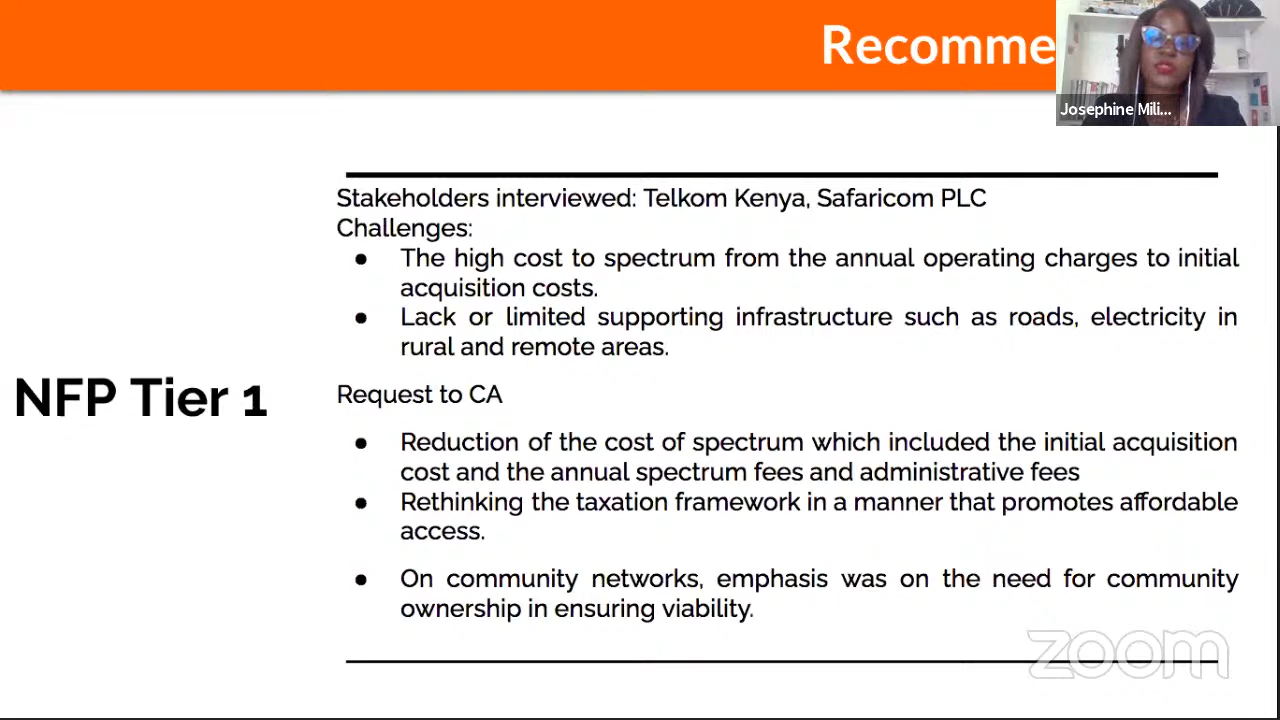 Recomme
Josephine Mili...
Stakeholders interviewed: Telkom Kenya, Safaricom PLC
Challenges:
● The high cost to spectrum from the annual operating charges to initial
acquisition costs.
● Lack or limited supporting infrastructure such as roads, electricity in
rural and remote areas.
NFP Tier 1
Request to CA
● Reduction of the cost of spectrum which included the initial acquisition
cost and the annual spectrum fees and administrative fees
● Rethinking the taxation framework in a manner that promotes affordable
access.
● On community networks, emphasis was on the need for community
ownership in ensuring viability.
zoom